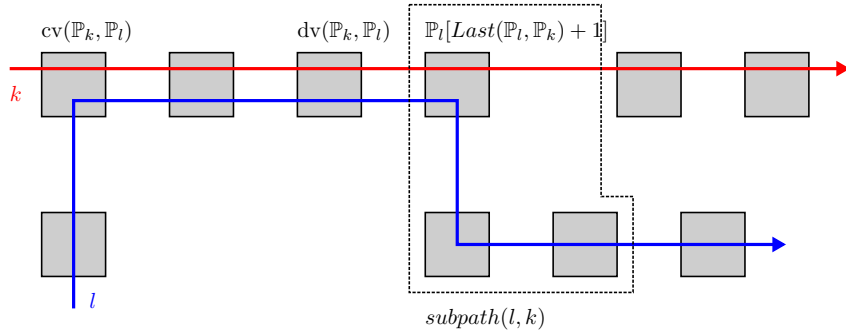 cv(ℙ_k, ℙ_l)
dv(ℙ_k, ℙ_l)
ℙ_l[Last(ℙ_l, ℙ_k) + 1]
k
l
subpath(l, k)